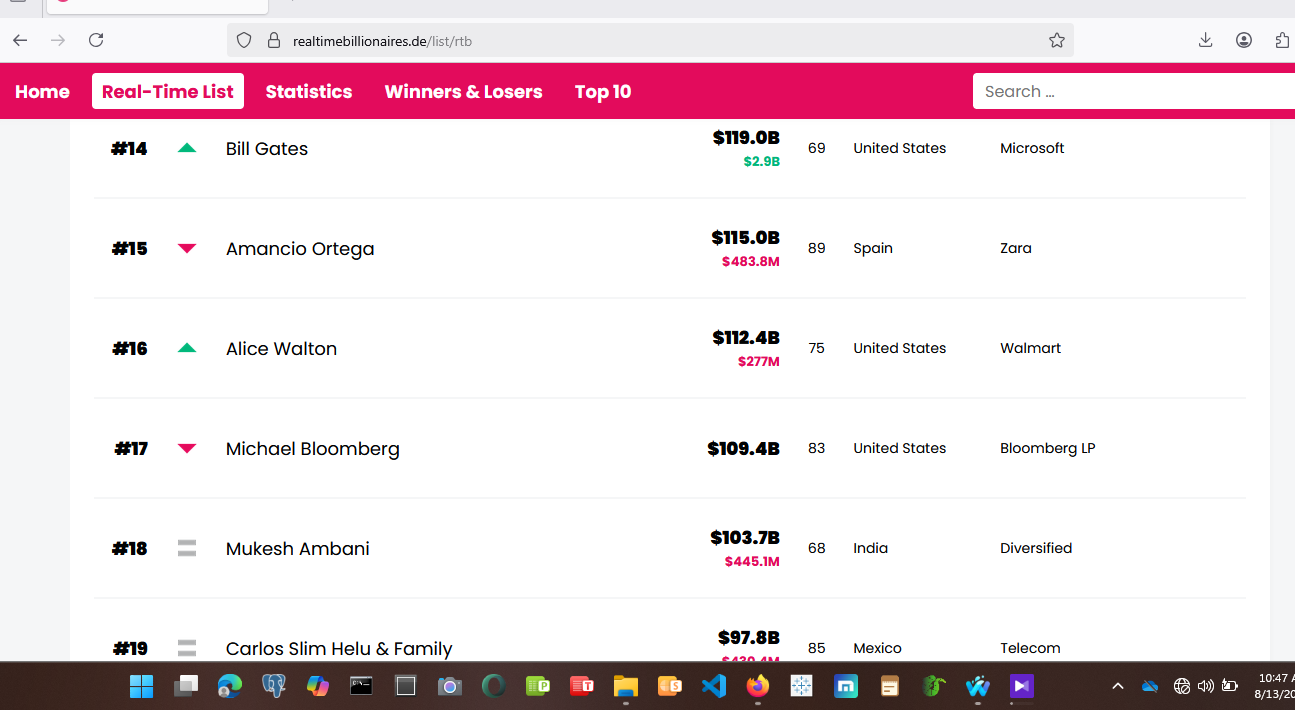 realtimebillionaires.de/list/rtb
Home Real-Time List Statistics Winners & Losers Top 10 Search ...
#14 Bill Gates $119.0B 69 United States Microsoft
$2.9B
#15 Amancio Ortega $115.0B 89 Spain Zara
$483.8M
#16 Alice Walton $112.4B 75 United States Walmart
$277M
#17 Michael Bloomberg $109.4B 83 United States Bloomberg LP
#18 Mukesh Ambani $103.7B 68 India Diversified
$445.1M
#19 Carlos Slim Helu & Family $97.8B 85 Mexico Telecom
10:47 A
8/13/20